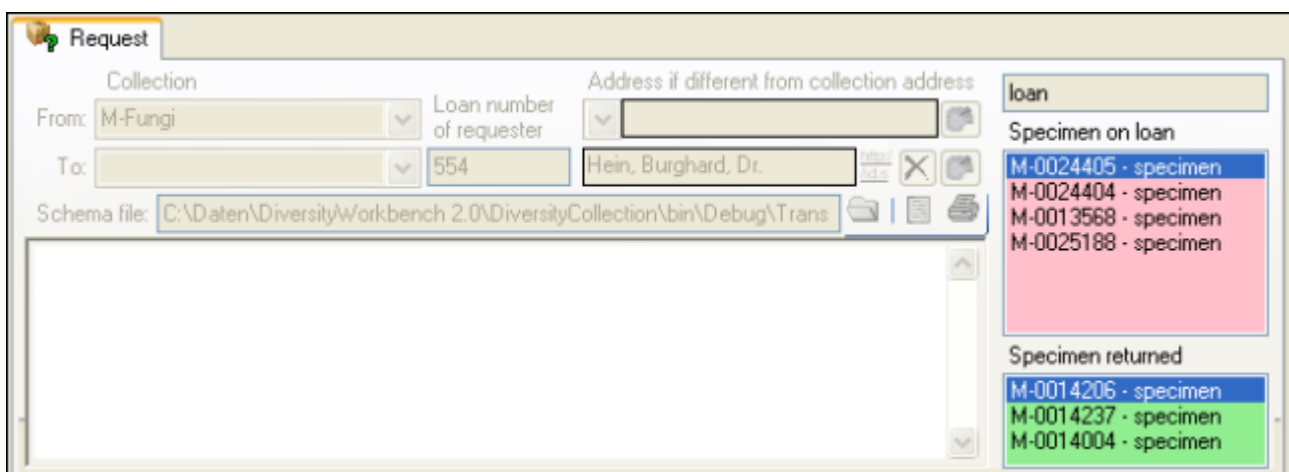 Request
Collection
Address if different from collection address
From: M-Fungi
Loan number
of requester
To:
554
Hein, Burghard, Dr.
http://
Schema file: C:\Daten\DiversityWorkbench 2.0\DiversityCollection\bin\Debug\Trans
loan
Specimen on loan
M-0024405 - specimen
M-0024404 - specimen
M-0013568 - specimen
M-0025188 - specimen
Specimen returned
M-0014206 - specimen
M-0014237 - specimen
M-0014004 - specimen